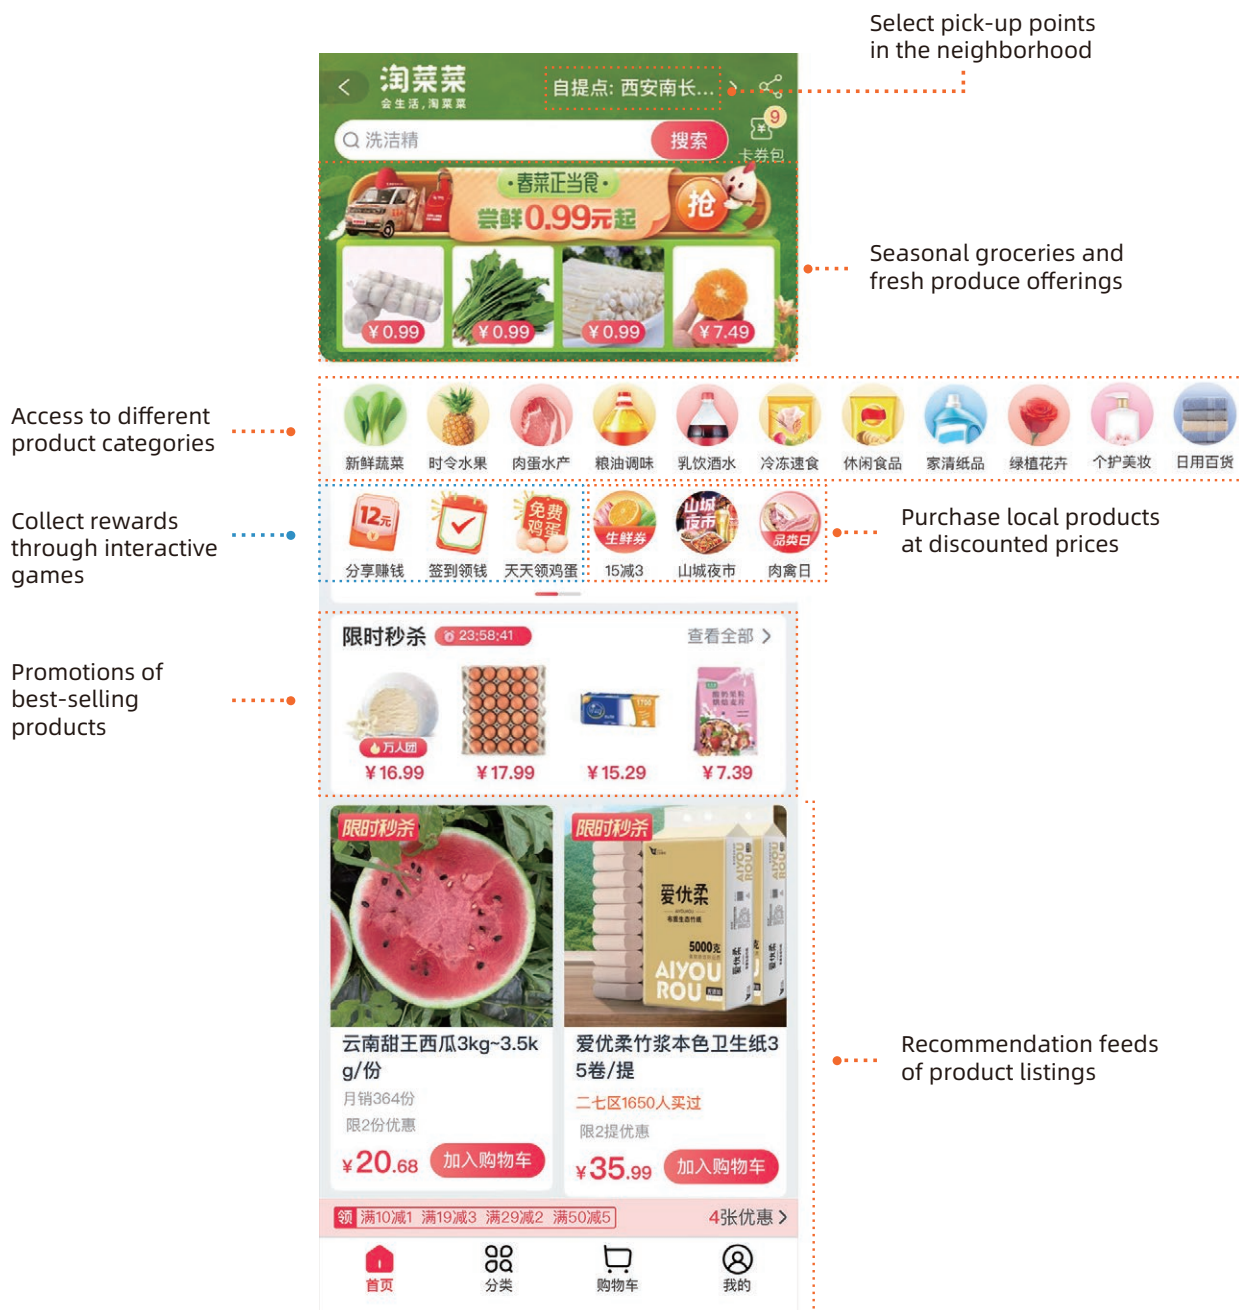 Select pick-up points
in the neighborhood
淘菜菜
会生活,淘菜菜
自提点: 西安南长...
9
洗洁精
搜索
卡券包
·春菜正当食·
尝鲜0.99元起
抢
¥0.99
¥0.99
¥0.99
¥7.49
Seasonal groceries and
fresh produce offerings
Access to different
product categories
新鲜蔬菜
时令水果
肉蛋水产
粮油调味
乳饮酒水
冷冻速食
休闲食品
家清纸品
绿植花卉
个护美妆
日用百货
Collect rewards
through interactive
games
12元
免费
鸡蛋
生鲜券
山城
夜市
品类日
分享赚钱
签到领钱
天天领鸡蛋
15减3
山城夜市
肉禽日
Purchase local products
at discounted prices
Promotions of
best-selling
products
限时秒杀
23:58:41
查看全部
万人团
¥16.99
¥17.99
¥15.29
¥7.39
限时秒杀
限时秒杀
爱优柔
5000克
AIYOU
ROU
云南甜王西瓜3kg~3.5k
g/份
月销364份
限2份优惠
¥20.68
加入购物车
爱优柔竹浆本色卫生纸3
5卷/提
二七区1650人买过
限2提优惠
¥35.99
加入购物车
Recommendation feeds
of product listings
领 满10减1 满19减3 满29减2 满50减5
4张优惠
首页
分类
购物车
我的